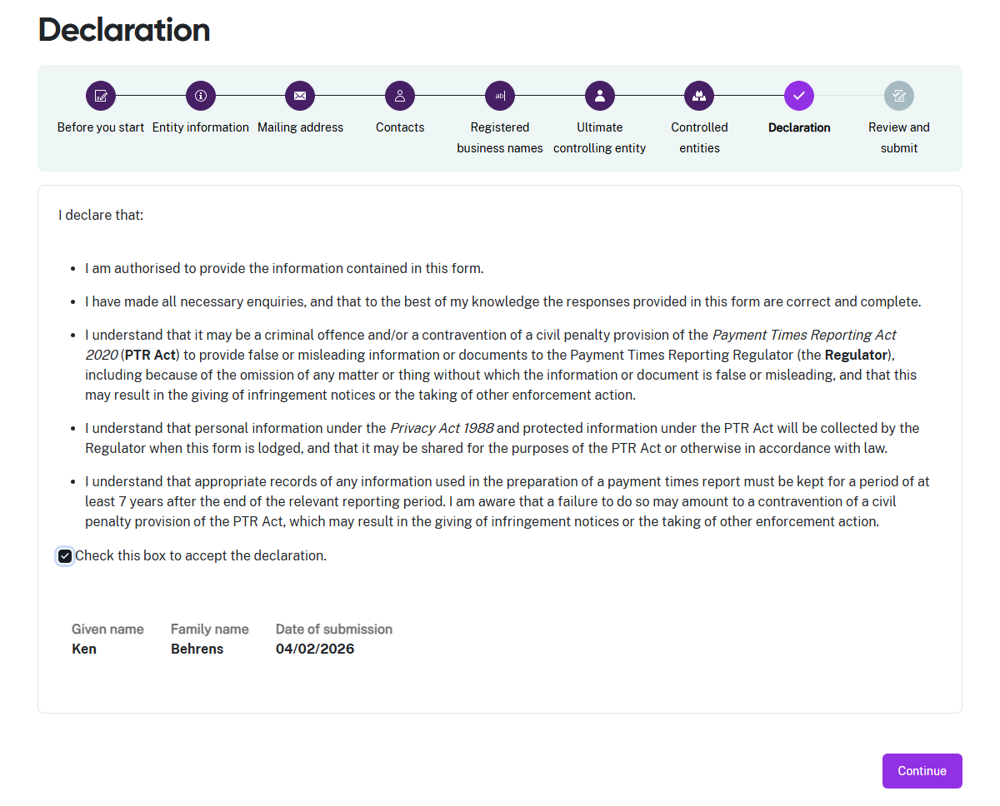 Declaration
ab|
Before you start
Entity information
Mailing address
Contacts
Registered
business names
Ultimate
controlling entity
Controlled
entities
Declaration
Review and
submit
I declare that:
• I am authorised to provide the information contained in this form.
• I have made all necessary enquiries, and that to the best of my knowledge the responses provided in this form are correct and complete.
• I understand that it may be a criminal offence and/or a contravention of a civil penalty provision of the Payment Times Reporting Act
2020 (PTR Act) to provide false or misleading information or documents to the Payment Times Reporting Regulator (the Regulator),
including because of the omission of any matter or thing without which the information or document is false or misleading, and that this
may result in the giving of infringement notices or the taking of other enforcement action.
• I understand that personal information under the Privacy Act 1988 and protected information under the PTR Act will be collected by the
Regulator when this form is lodged, and that it may be shared for the purposes of the PTR Act or otherwise in accordance with law.
• I understand that appropriate records of any information used in the preparation of a payment times report must be kept for a period of at
least 7 years after the end of the relevant reporting period. I am aware that a failure to do so may amount to a contravention of a civil
penalty provision of the PTR Act, which may result in the giving of infringement notices or the taking of other enforcement action.
Check this box to accept the declaration.
Given name Family name Date of submission
Ken Behrens 04/02/2026
Continue